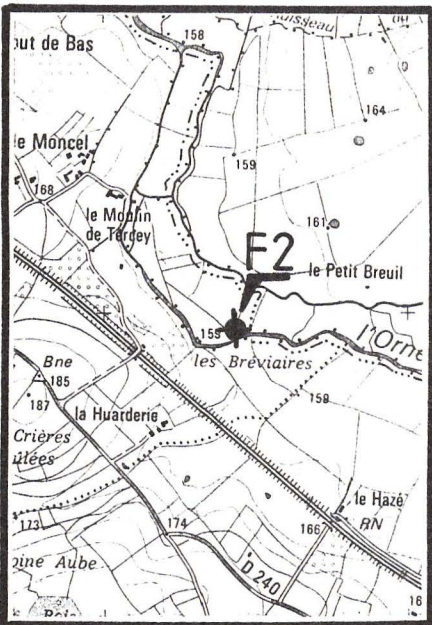 158
Ruisseau
out de Bas
164
le Moncel
159
168
le Moulin
de Tercey
161
F2
le Petit Breuil
155
l'Orne
les Bréviaires
Bne
185
187
159
la Huarderie
Crières
ulées
le Hazé
173
174
166
RN
oine Aube
D 240
16